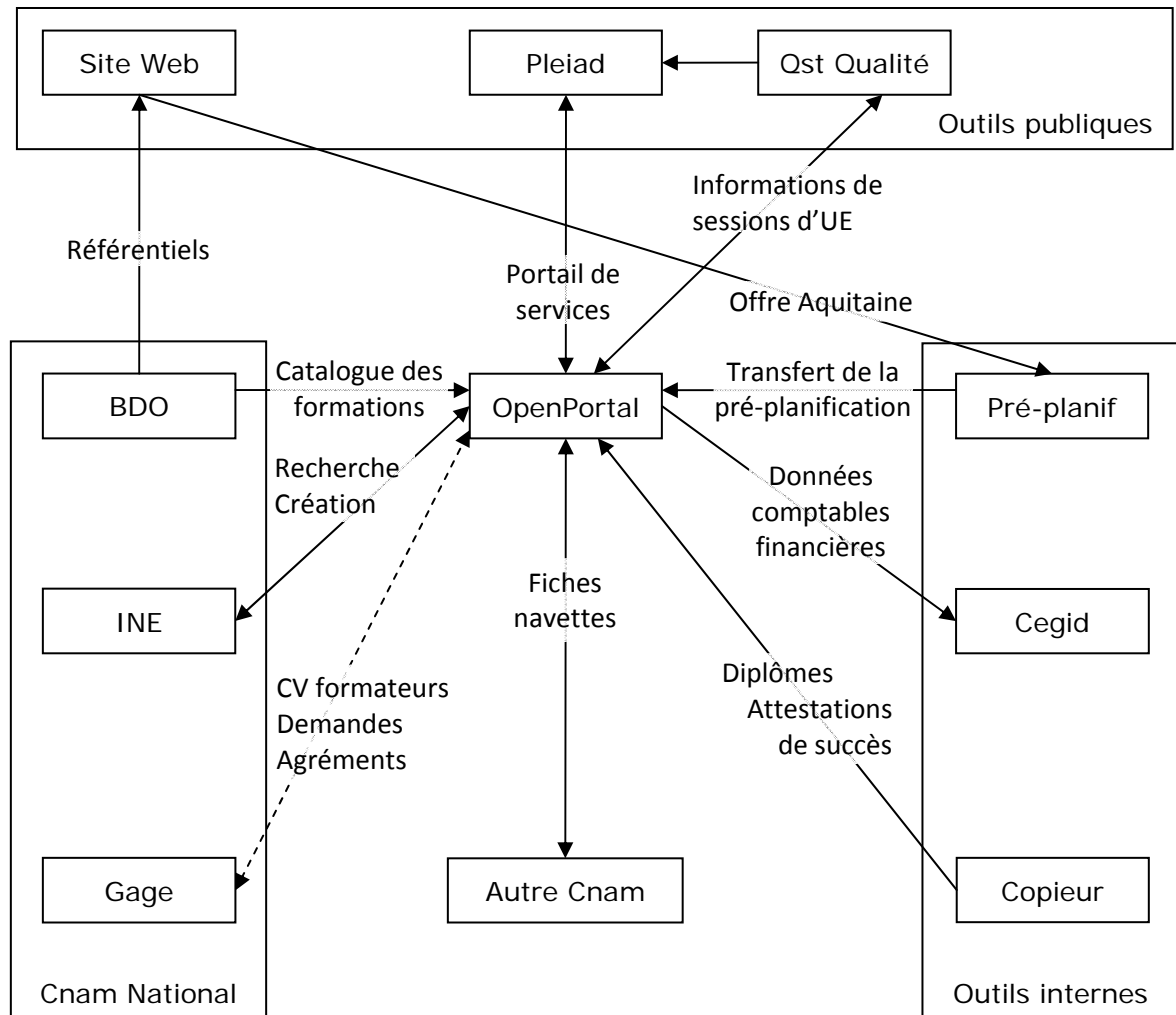 Site Web
Pleiad
Qst Qualité
Outils publiques
Informations de
sessions d’UE
Référentiels
Portail de
services
Offre Aquitaine
BDO
Catalogue des
formations
OpenPortal
Transfert de la
pré-planification
Pré-planif
Recherche
Création
Données
comptables
financières
INE
Fiches
navettes
Cegid
CV formateurs
Demandes
Agréments
Diplômes
Attestations
de succès
Gage
Autre Cnam
Copieur
Cnam National
Outils internes